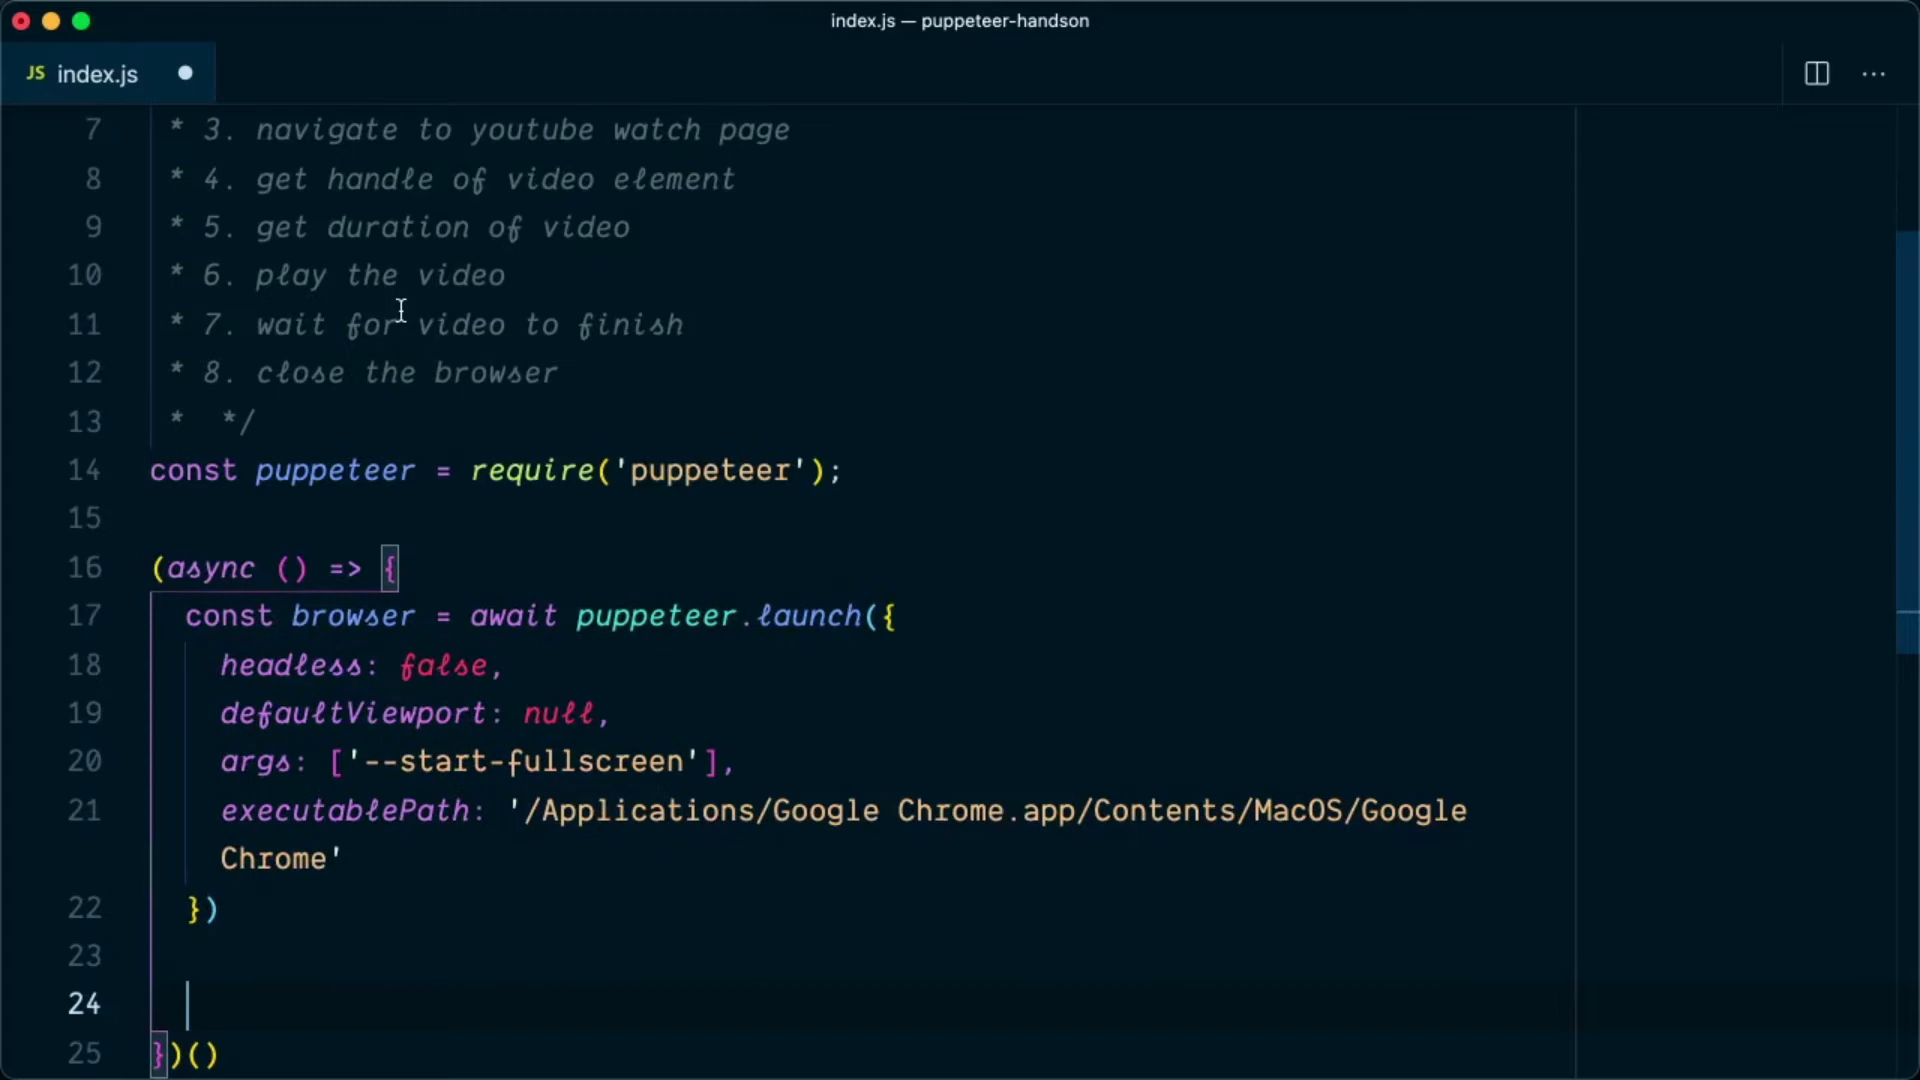 index.js — puppeteer-handson
JS index.js
7 * 3. navigate to youtube watch page
8 * 4. get handle of video element
9 * 5. get duration of video
10 * 6. play the video
11 * 7. wait for video to finish
12 * 8. close the browser
13 *  */
14 const puppeteer = require('puppeteer');
15
16 (async () => {
17 const browser = await puppeteer.launch({
18 headless: false,
19 defaultViewport: null,
20 args: ['--start-fullscreen'],
21 executablePath: '/Applications/Google Chrome.app/Contents/MacOS/Google
Chrome'
22 })
23
24
25 })()